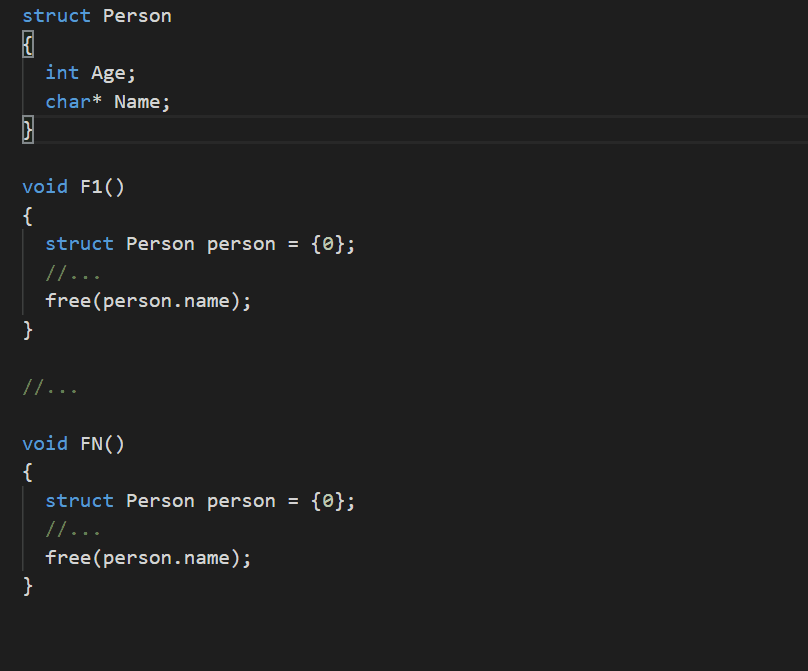 struct Person
{
  int Age;
  char* Name;
}

void F1()
{
  struct Person person = {0};
  //...
  free(person.name);
}

//...

void FN()
{
  struct Person person = {0};
  //...
  free(person.name);
}